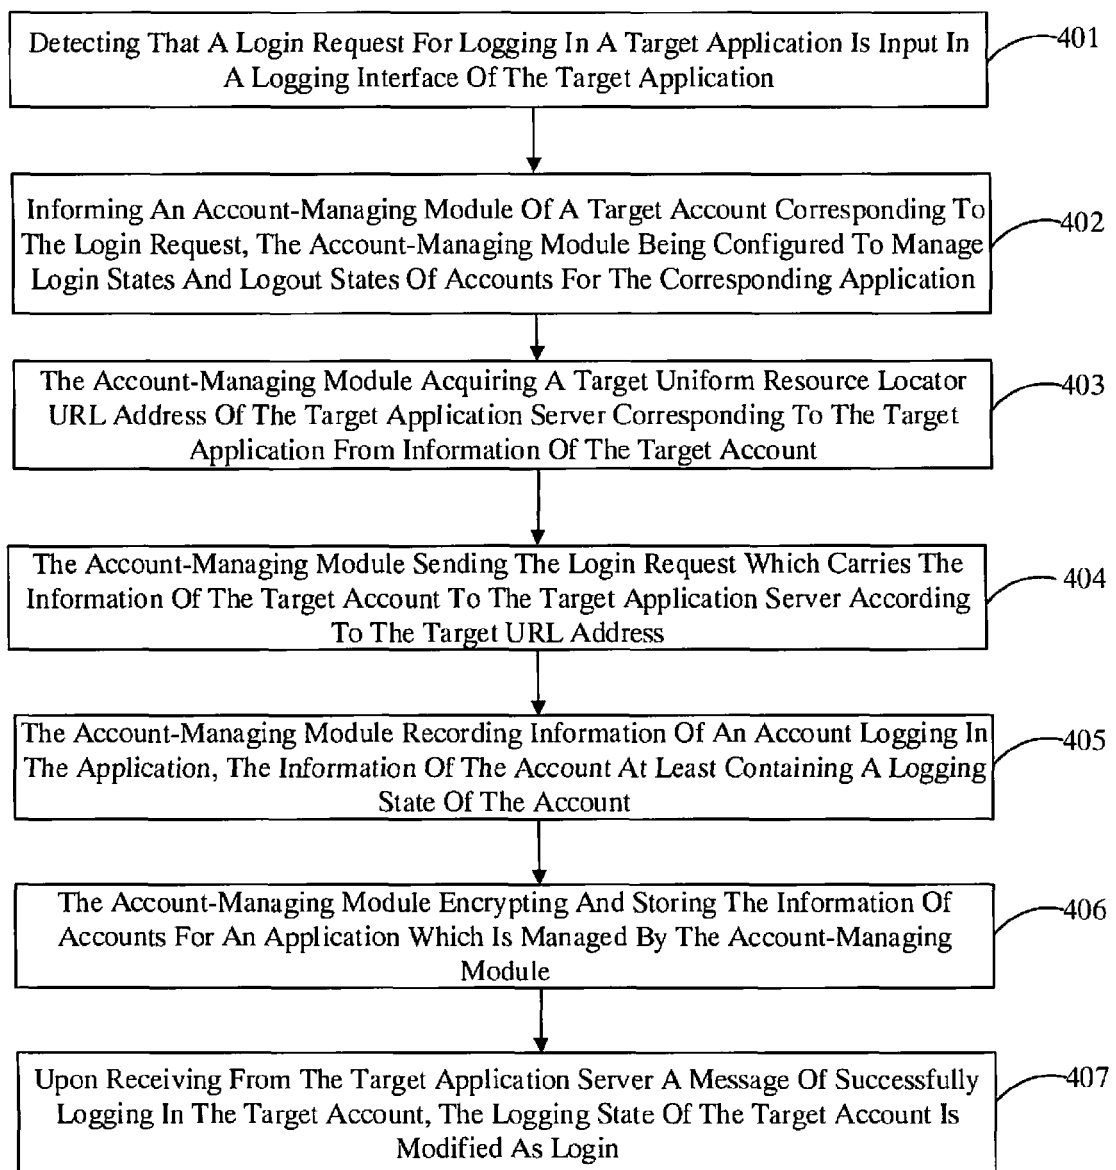 Detecting That A Login Request For Logging In A Target Application Is Input In
A Logging Interface Of The Target Application
401
Informing An Account-Managing Module Of A Target Account Corresponding To
The Login Request, The Account-Managing Module Being Configured To Manage
Login States And Logout States Of Accounts For The Corresponding Application
402
The Account-Managing Module Acquiring A Target Uniform Resource Locator
URL Address Of The Target Application Server Corresponding To The Target
Application From Information Of The Target Account
403
The Account-Managing Module Sending The Login Request Which Carries The
Information Of The Target Account To The Target Application Server According
To The Target URL Address
404
The Account-Managing Module Recording Information Of An Account Logging In
The Application, The Information Of The Account At Least Containing A Logging
State Of The Account
405
The Account-Managing Module Encrypting And Storing The Information Of
Accounts For An Application Which Is Managed By The Account-Managing
Module
406
Upon Receiving From The Target Application Server A Message Of Successfully
Logging In The Target Account, The Logging State Of The Target Account Is
Modified As Login
407